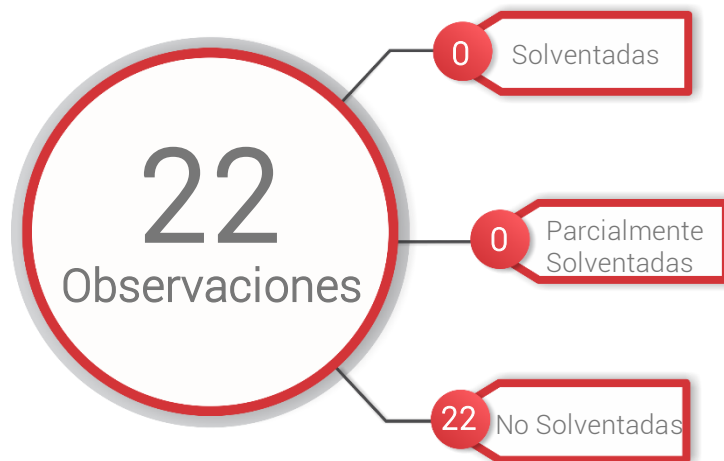 22
Observaciones
0
Solventadas
0
Parcialmente
Solventadas
22
No Solventadas